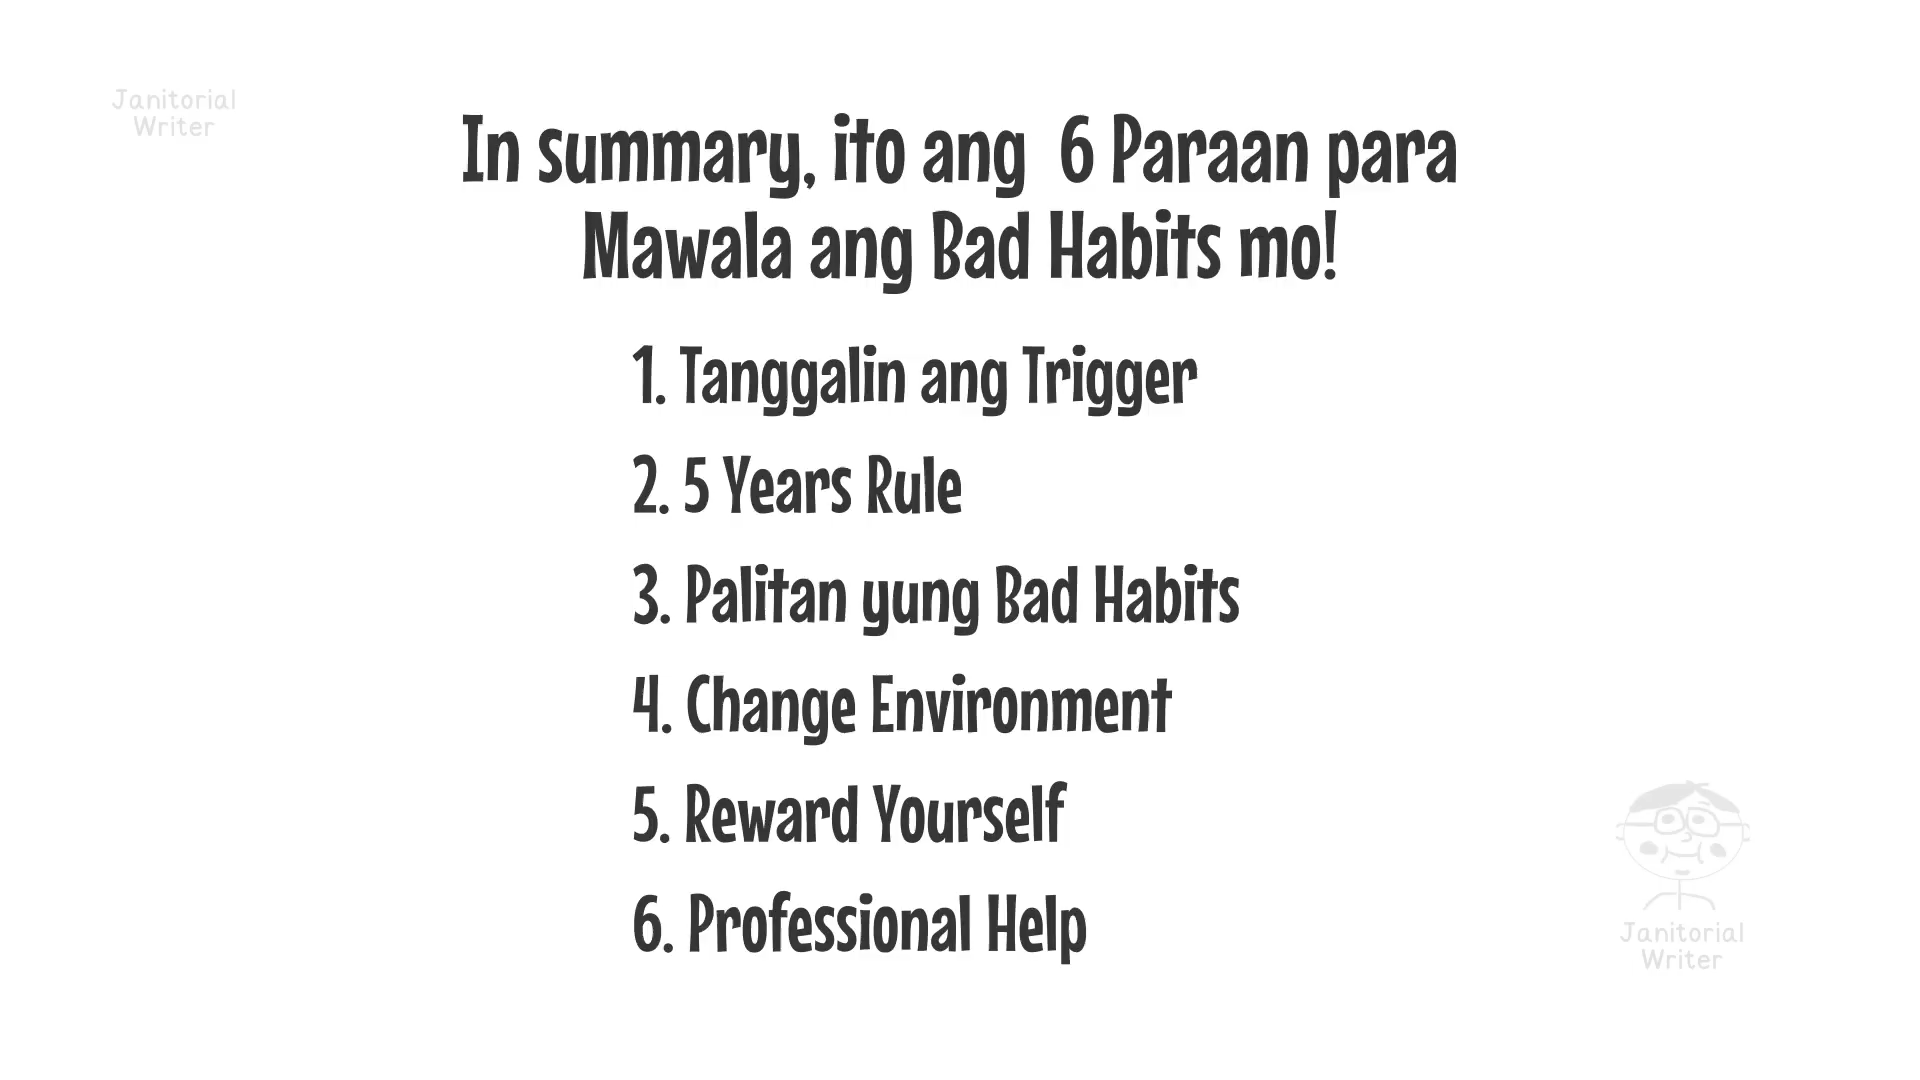 Janitorial
Writer
In summary, ito ang  6 Paraan para
Mawala ang Bad Habits mo!
1. Tanggalin ang Trigger
2. 5 Years Rule
3. Palitan yung Bad Habits
4. Change Environment
5. Reward Yourself
6. Professional Help
Janitorial
Writer